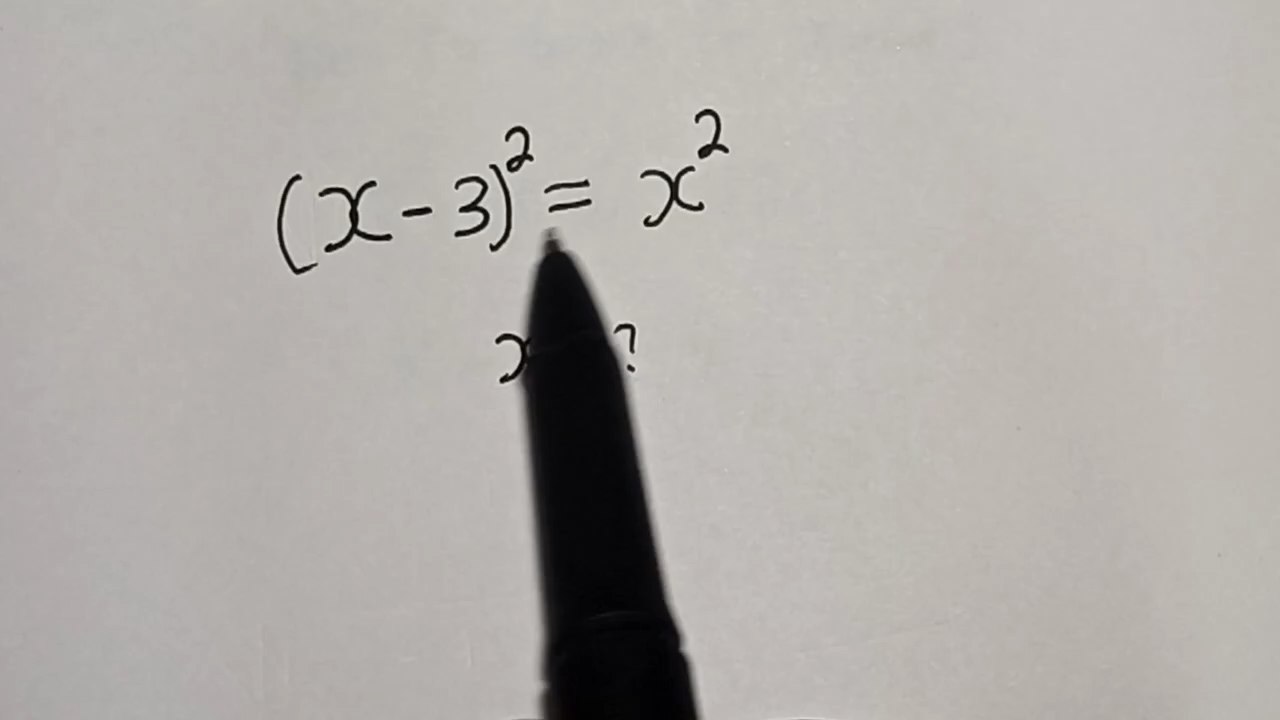 (x - 3)² = x²
x ?